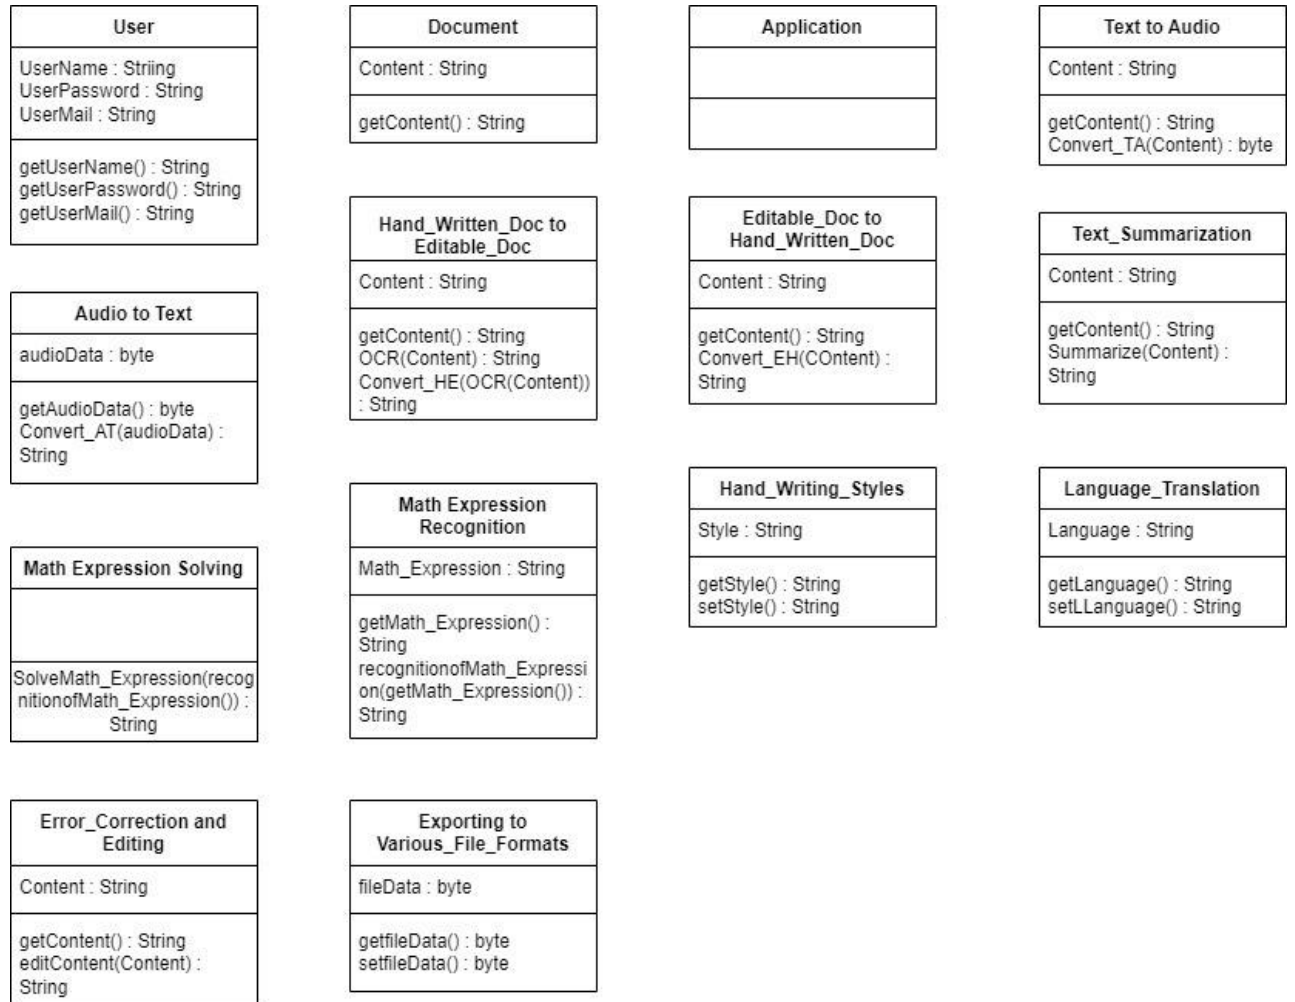 User
UserName : Striing
UserPassword : String
UserMail : String
getUserName() : String
getUserPassword() : String
getUserMail() : String
Document
Content : String
getContent() : String
Application
Text to Audio
Content : String
getContent() : String
Convert_TA(Content) : byte
Hand_Written_Doc to
Editable_Doc
Content : String
getContent() : String
OCR(Content) : String
Convert_HE(OCR(Content))
: String
Editable_Doc to
Hand_Written_Doc
Content : String
getContent() : String
Convert_EH(COntent) :
String
Text_Summarization
Content : String
getContent() : String
Summarize(Content) :
String
Audio to Text
audioData : byte
getAudioData() : byte
Convert_AT(audioData) :
String
Math Expression
Recognition
Math_Expression : String
getMath_Expression() :
String
recognitionofMath_Expressi
on(getMath_Expression()) :
String
Hand_Writing_Styles
Style : String
getStyle() : String
setStyle() : String
Language_Translation
Language : String
getLanguage() : String
setLLanguage() : String
Math Expression Solving
SolveMath_Expression(recog
nitionofMath_Expression()) :
String
Error_Correction and
Editing
Content : String
getContent() : String
editContent(Content) :
String
Exporting to
Various_File_Formats
fileData : byte
getfileData() : byte
setfileData() : byte